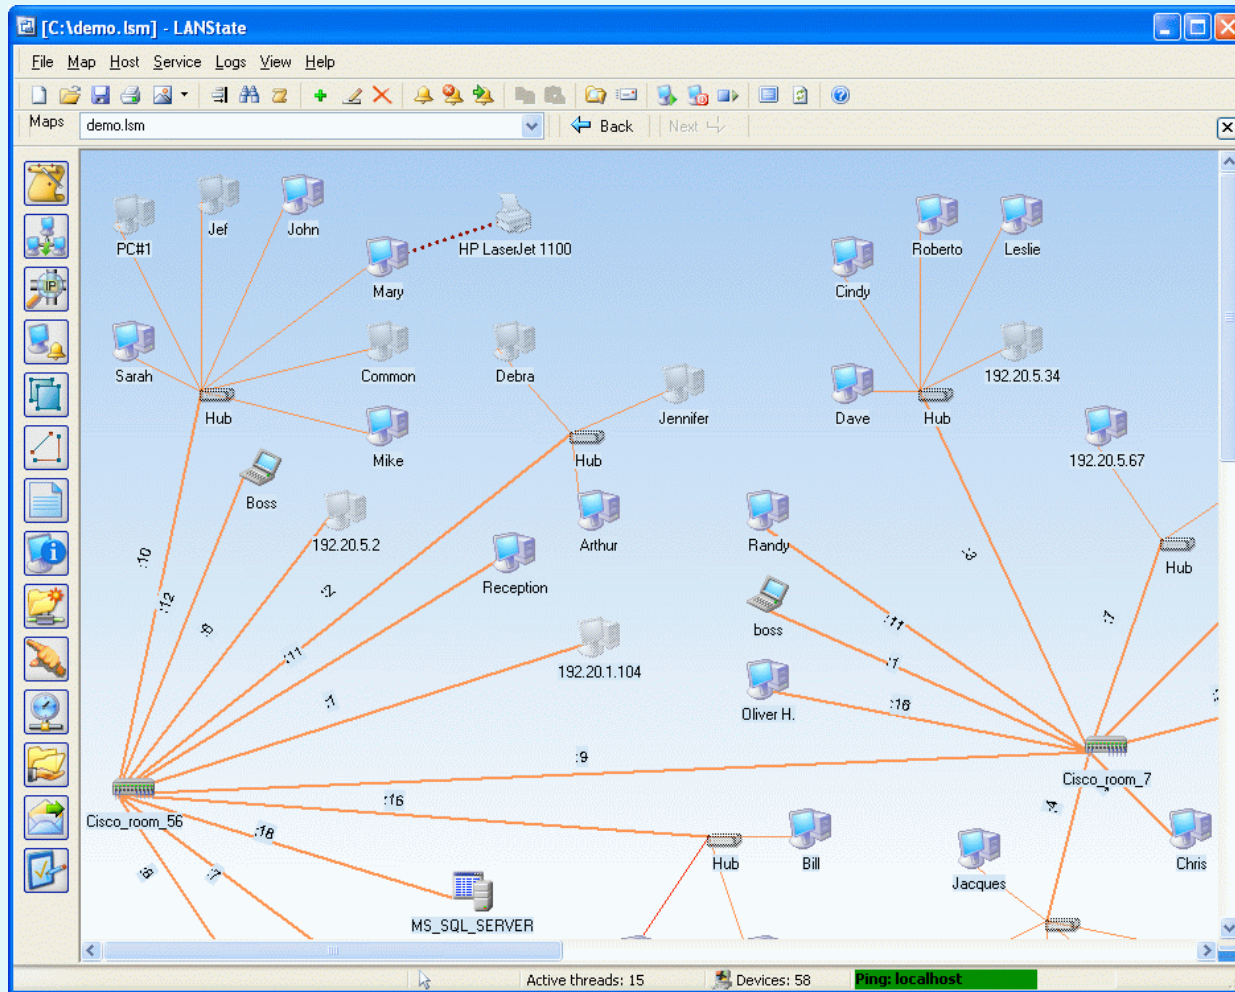 [C:\demo.lsm] - LANState
File Map Host Service Logs View Help
Maps demo.lsm Back Next
IP
PC#1
Jef
John
Mary
HP LaserJet 1100
Roberto
Leslie
Cindy
Sarah
Common
Debra
Jennifer
192.20.5.34
Hub
Mike
Hub
Dave
Hub
192.20.5.67
Boss
192.20.5.2
Arthur
Randy
Hub
Reception
boss
192.20.1.104
Oliver H.
:10
:12
:2
:11
:7
:3
:7
:11
:1
:16
:9
Cisco_room_7
Cisco_room_56
:16
:18
:4
:7
Hub
Bill
Jacques
Chris
MS_SQL_SERVER
Active threads: 15
Devices: 58
Ping: localhost